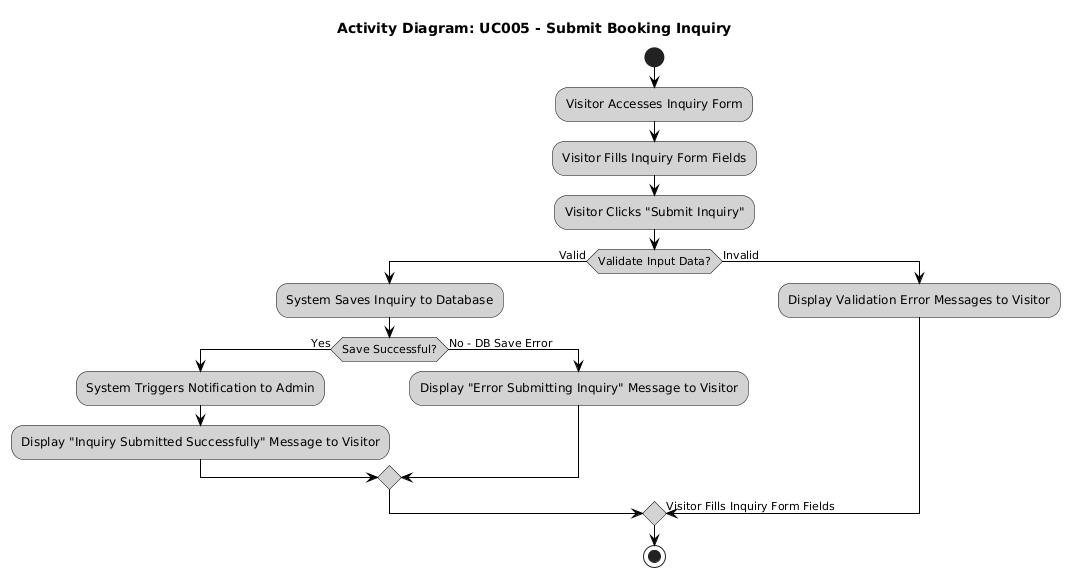 Activity Diagram: UC005 - Submit Booking Inquiry
Visitor Accesses Inquiry Form
Visitor Fills Inquiry Form Fields
Visitor Clicks "Submit Inquiry"
Valid
Validate Input Data?
Invalid
System Saves Inquiry to Database
Display Validation Error Messages to Visitor
Yes
Save Successful?
No - DB Save Error
System Triggers Notification to Admin
Display "Error Submitting Inquiry" Message to Visitor
Display "Inquiry Submitted Successfully" Message to Visitor
Visitor Fills Inquiry Form Fields